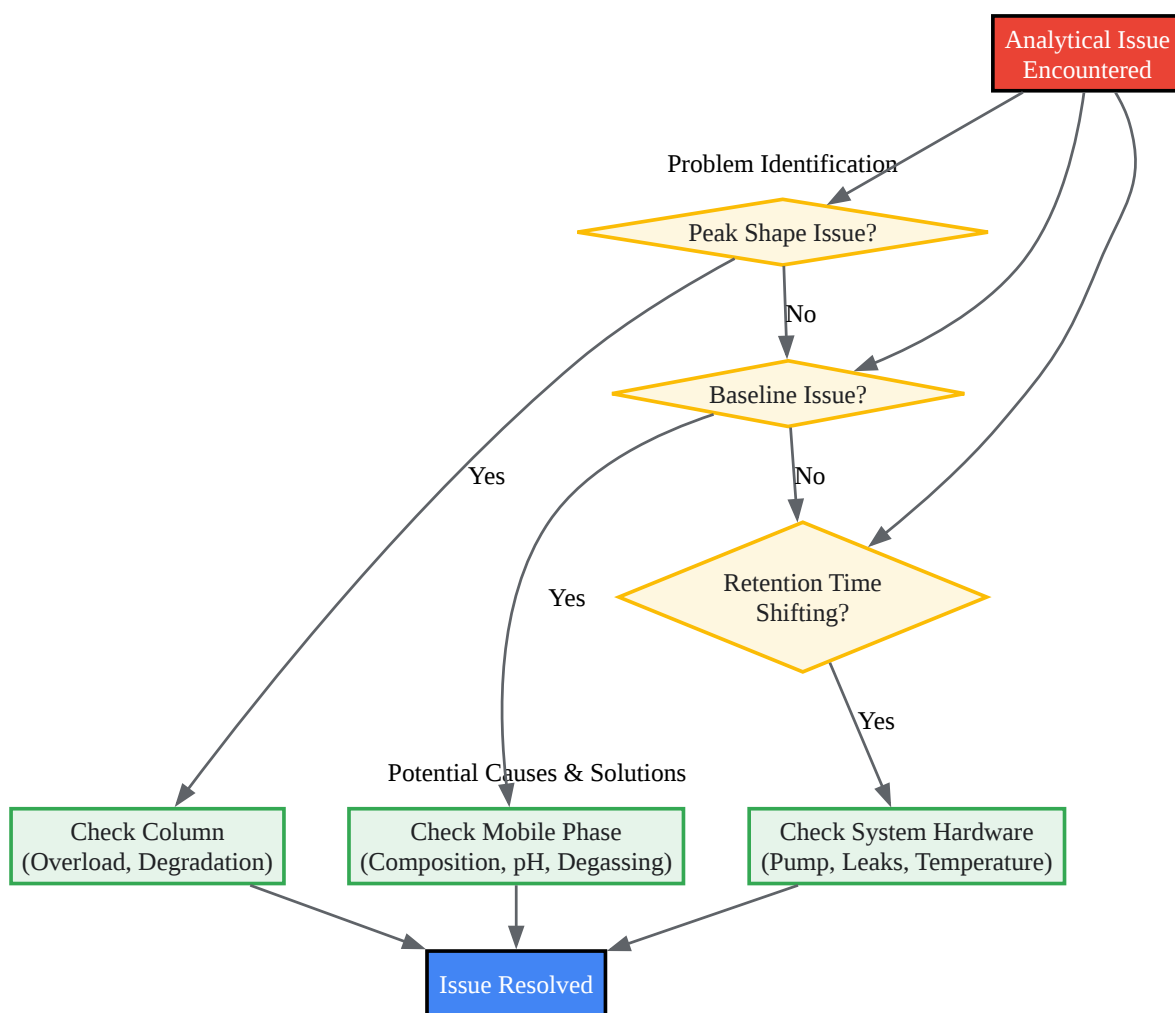 Analytical Issue
Encountered
Problem Identification
Peak Shape Issue?
No
Baseline Issue?
Yes
No
Retention Time
Shifting?
Yes
Yes
Potential Causes & Solutions
Check Column
(Overload, Degradation)
Check Mobile Phase
(Composition, pH, Degassing)
Check System Hardware
(Pump, Leaks, Temperature)
Issue Resolved